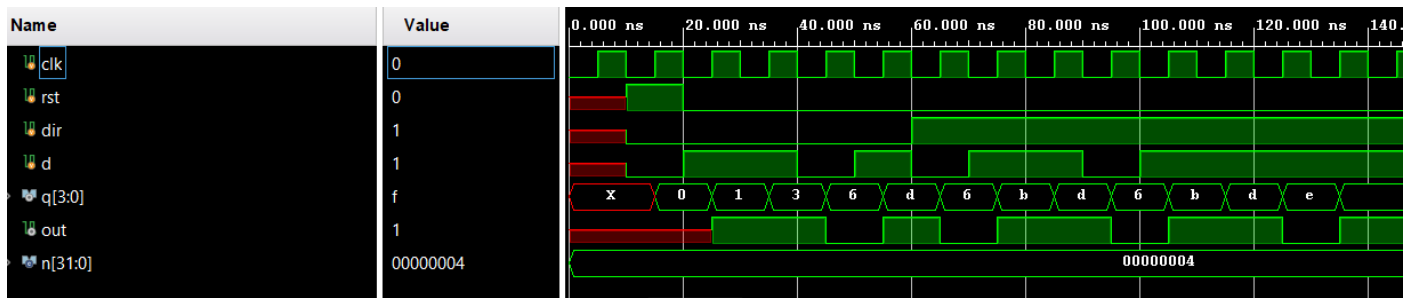 Name Value 0.000 ns 20.000 ns 40.000 ns 60.000 ns 80.000 ns 100.000 ns 120.000 ns 140.
clk 0
rst 0
dir 1
d 1
q[3:0] f X 0 1 3 6 d 6 b d 6 b d e
out 1
n[31:0] 00000004 00000004